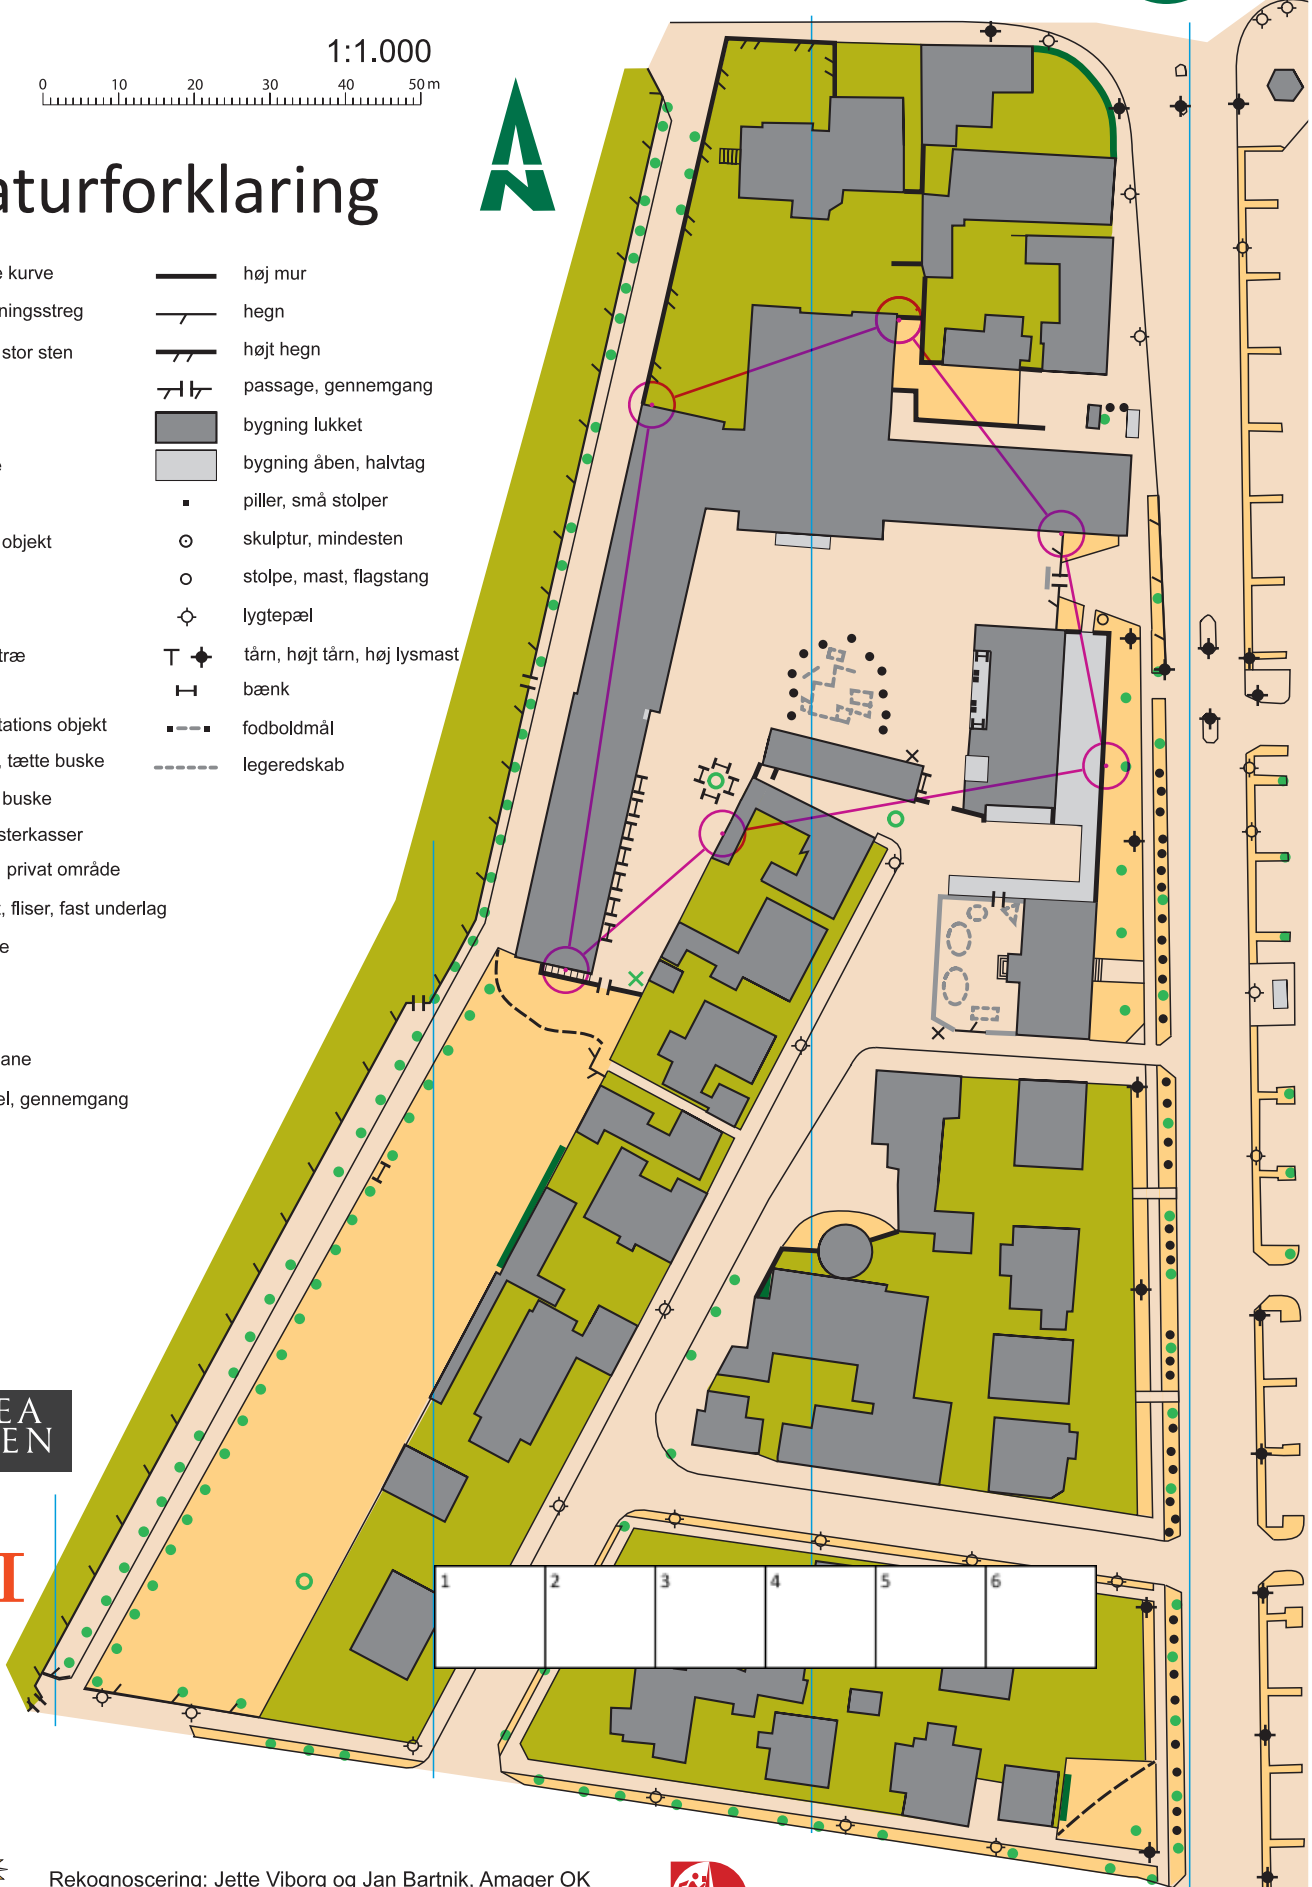 1:1.000
0 10 20 30 40 50 m
aturforklaring
e kurve
ningsstreg
stor sten
e
objekt
træ
tations objekt
, tætte buske
buske
sterkasser
privat område
t, fliser, fast underlag
e
ane
el, gennemgang
høj mur
hegn
højt hegn
passage, gennemgang
bygning lukket
bygning åben, halvtag
piller, små stolper
skulptur, mindesten
stolpe, mast, flagstang
lygtepæl
tårn, højt tårn, høj lysmast
bænk
fodboldmål
legeredskab
N
EA
EN
I
1 2 3 4 5 6
Rekognoscering: Jette Viborg og Jan Bartnik, Amager OK